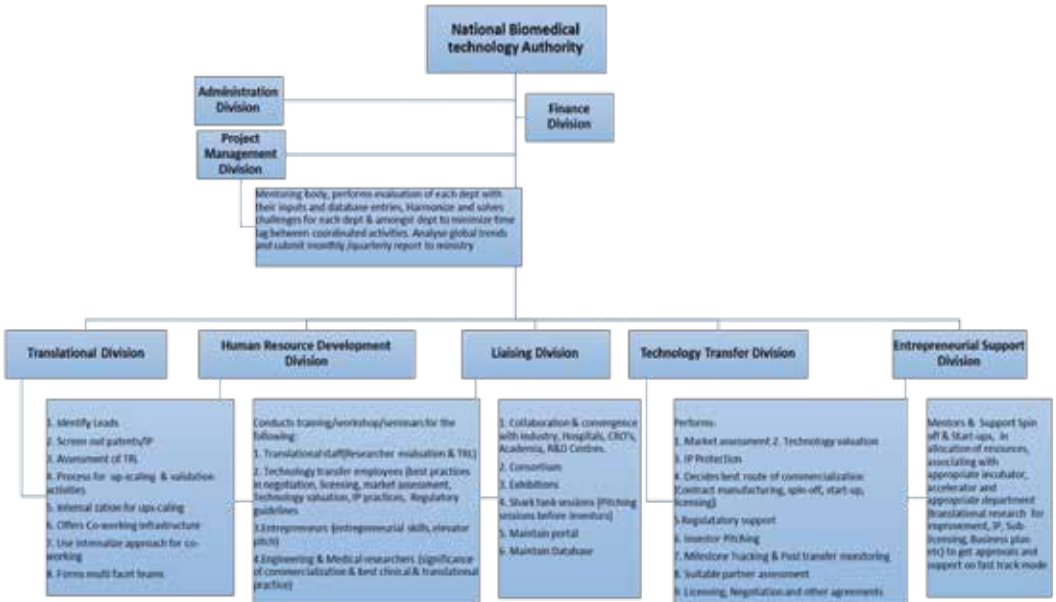 National Biomedical
technology Authority
Administration
Division
Finance
Division
Project
Management
Division
Mentoring body, performs evaluation of each dept with
their inputs and database entries, Harmonize and solves
challenges for each dept & amongst dept to minimize time
lag between coordinated activities. Analyse global trends
and submit monthly /quarterly report to ministry
Translational Division
Human Resource Development
Division
Liaising Division
Technology Transfer Division
Entrepreneurial Support
Division
1. Identify Leads
2. Screen out patents/IP
3. Assessment of TRL
4. Process for up-scaling & validation
activities
5. Internalization for ups-caling
6. Offers Co-working infrastructure
7. Use internalize approach for co-
working
8. Forms multi facet teams
Conducts training/workshop/seminars for the
following:
1. Translational staff(Researcher evaluation & TRL)
2. Technology transfer employees (best practices
in negotiation, licensing, market assessment,
Technology valuation, IP practices, Regulatory
guidelines
3.Entrepreneurs (entrepreneurial skills, elevator
pitch)
4.Engineering & Medical researchers (significance
of commercialization & best clinical & translational
practice)
1. Collaboration & convergence
with industry, Hospitals, CRO's,
Academia, R&D Centres.
2. Consortium
3. Exhibitions
4. Shark tank sessions (Pitching
sessions before investors)
5. Maintain portal
6. Maintain Database
Performs:
1. Market assessment 2. Technology valuation
3. IP Protection
4. Decides best route of commercialization
(Contract manufacturing, spin-off, start-up,
licensing)
5.Regulatatory support
6. Investor Pitching
7. Milestone Tracking & Post transfer monitoring
8. Suitable partner assessment
9. Licensing, Negotiation and other agreements
Mentors & Support Spin
off & Start-ups, in
allocation of resources,
associating with
appropriate incubator,
accelerator and
appropriate department
(translational research for
improvement, IP, Sub-
licensing, Business plan
etc) to get approvals and
support on fast track mode